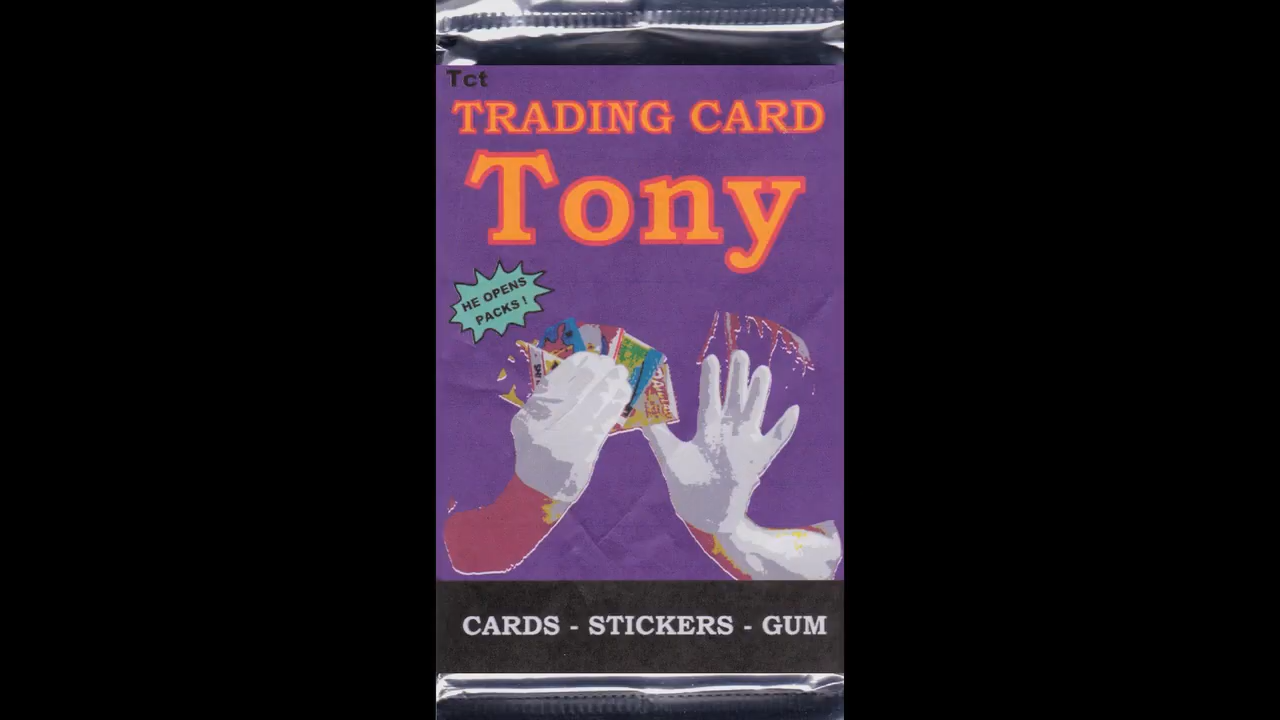 Tct
TRADING CARD
Tony
HE OPENS
PACKS!
CARDS - STICKERS - GUM